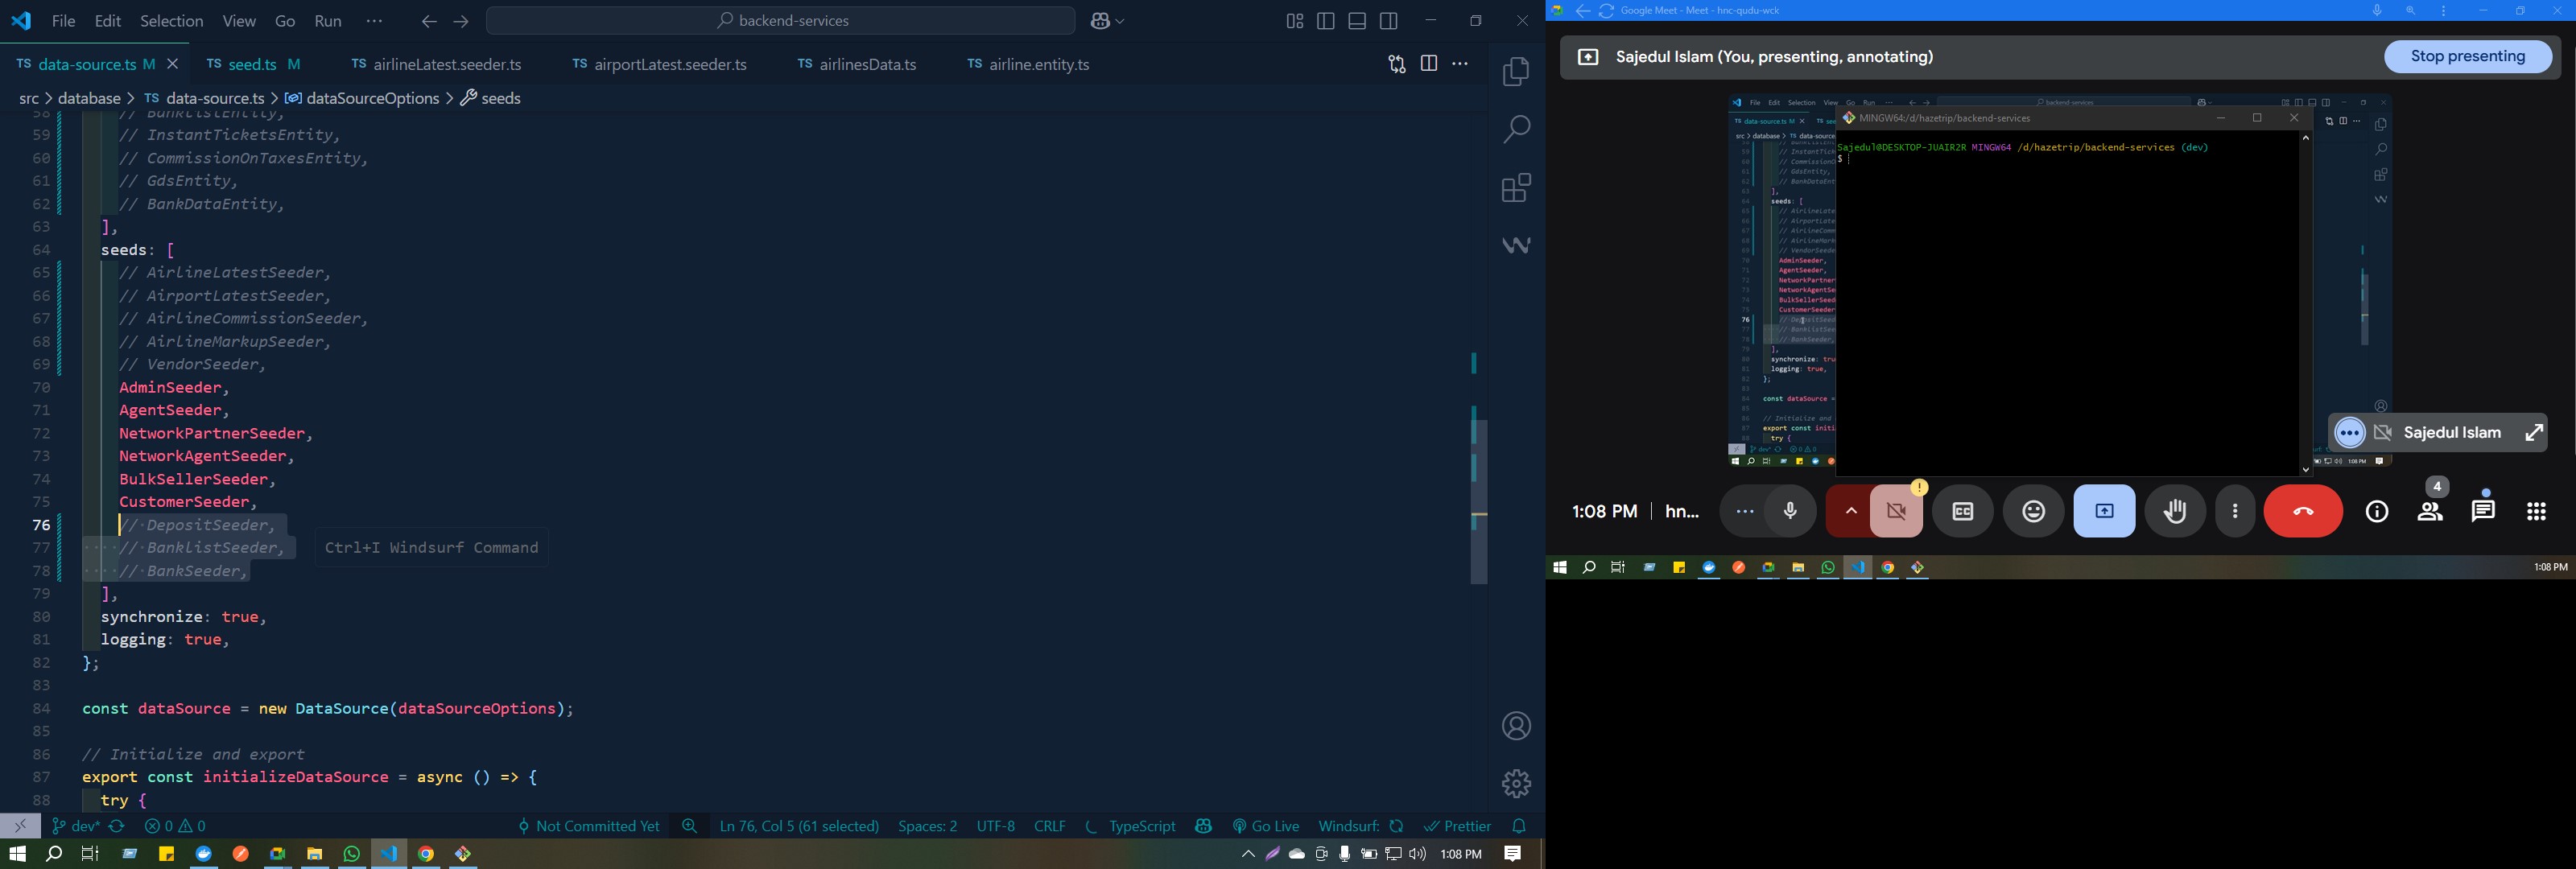 File Edit Selection View Go Run ··· backend-services
TS data-source.ts M TS seed.ts M TS airlineLatest.seeder.ts TS airportLatest.seeder.ts TS airlinesData.ts TS airline.entity.ts
src > database > TS data-source.ts > dataSourceOptions > seeds
58 // BanklistEntity,
59 // InstantTicketsEntity,
60 // CommissionOnTaxesEntity,
61 // GdsEntity,
62 // BankDataEntity,
63 ],
64 seeds: [
65 // AirlineLatestSeeder,
66 // AirportLatestSeeder,
67 // AirlineCommissionSeeder,
68 // AirlineMarkupSeeder,
69 // VendorSeeder,
70 AdminSeeder,
71 AgentSeeder,
72 NetworkPartnerSeeder,
73 NetworkAgentSeeder,
74 BulkSellerSeeder,
75 CustomerSeeder,
76 // DepositSeeder,
77 // BanklistSeeder, Ctrl+I Windsurf Command
78 // BankSeeder,
79 ],
80 synchronize: true,
81 logging: true,
82 };
83
84 const dataSource = new DataSource(dataSourceOptions);
85
86 // Initialize and export
87 export const initializeDataSource = async () => {
88 try {
dev* 0 0 Not Committed Yet Ln 76, Col 5 (61 selected) Spaces: 2 UTF-8 CRLF TypeScript Go Live Windsurf: Prettier
1:08 PM
Google Meet - Meet - hnc-qudu-wck
Sajedul Islam (You, presenting, annotating) Stop presenting
MINGW64:/d/hazetrip/backend-services
Sajedul@DESKTOP-JUAIR2R MINGW64 /d/hazetrip/backend-services (dev)
$
Sajedul Islam
1:08 PM hn... CC 4
1:08 PM